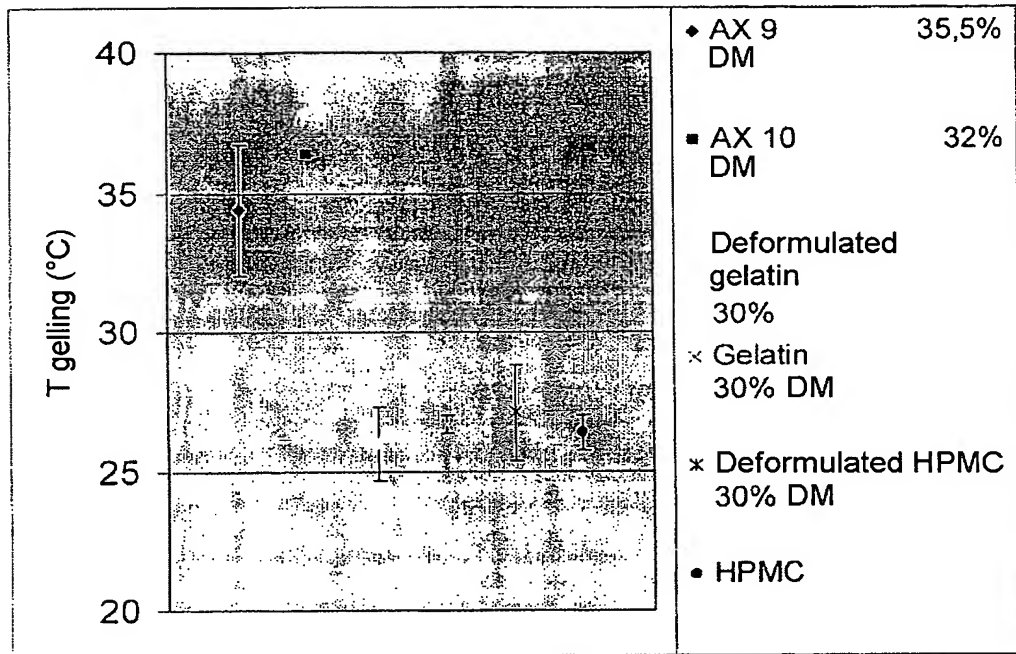 40
35
30
25
20
T gelling (°C)
AX 9 35,5%
DM
AX 10 32%
DM
Deformulated
gelatin
30%
Gelatin
30% DM
Deformulated HPMC
30% DM
HPMC